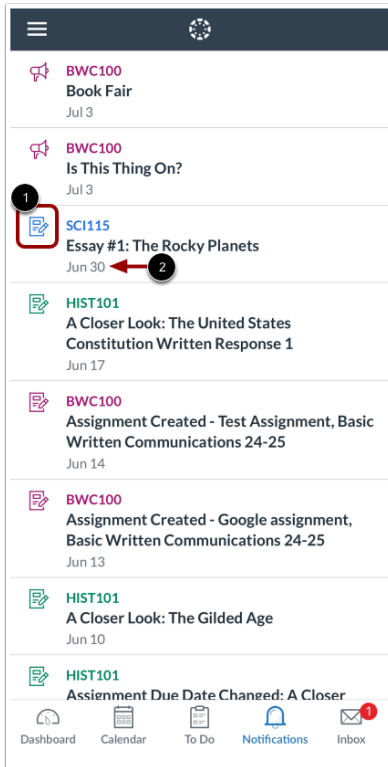 BWC100
Book Fair
Jul 3
BWC100
Is This Thing On?
Jul 3
1
SCI115
Essay #1: The Rocky Planets
Jun 30
2
HIST101
A Closer Look: The United States
Constitution Written Response 1
Jun 17
BWC100
Assignment Created - Test Assignment, Basic
Written Communications 24-25
Jun 14
BWC100
Assignment Created - Google assignment,
Basic Written Communications 24-25
Jun 13
HIST101
A Closer Look: The Gilded Age
Jun 10
HIST101
Assignment Due Date Changed: A Closer
1
Dashboard Calendar To Do Notifications Inbox